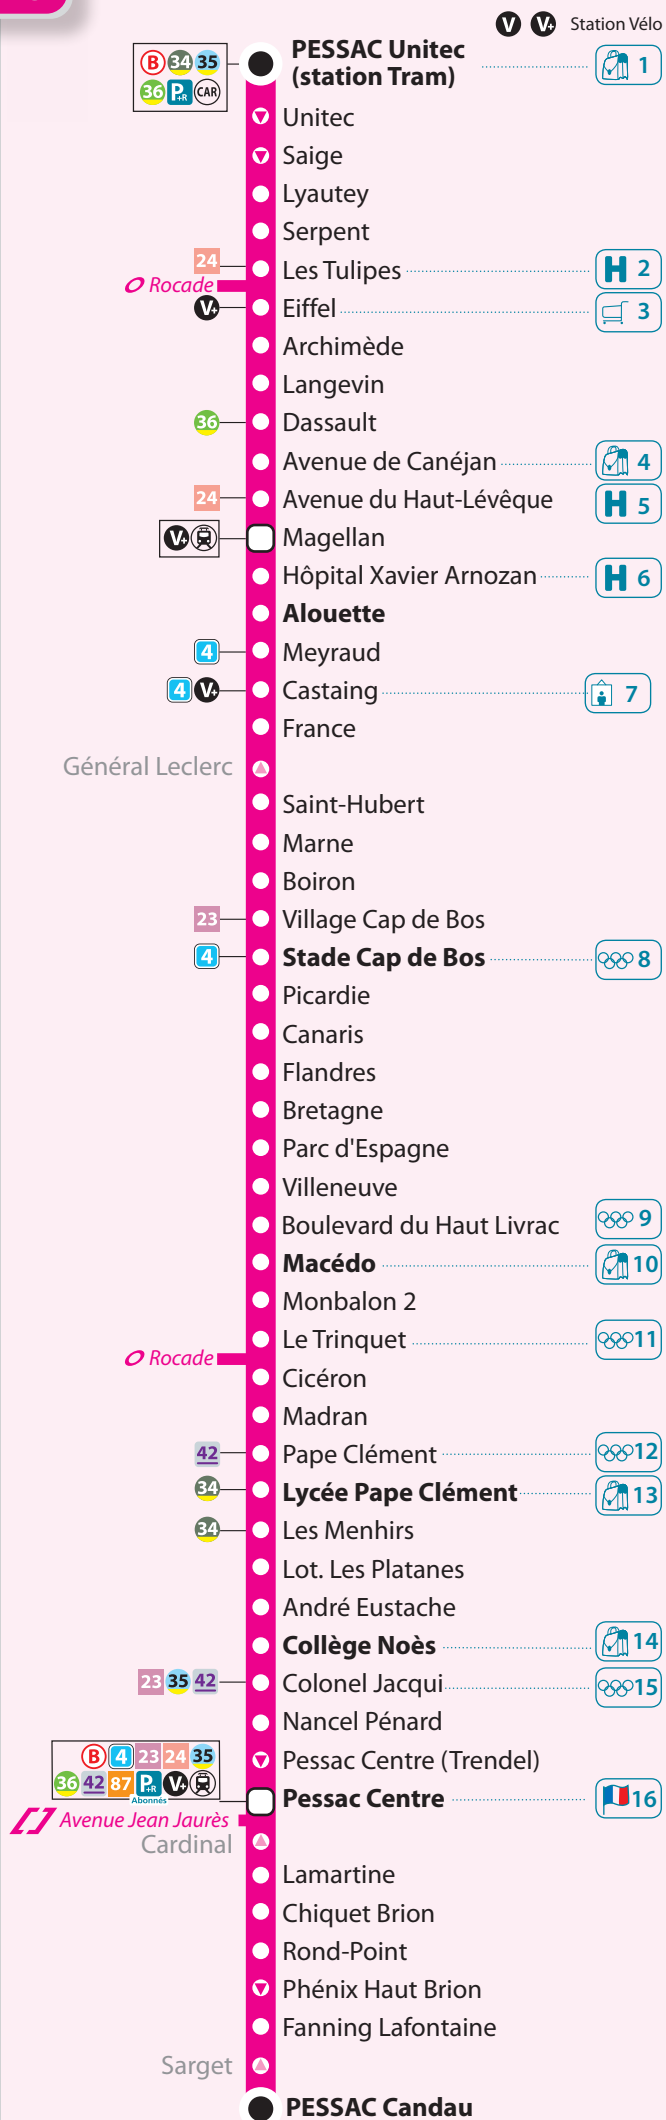 V V+ Station Vélo
B 34 35
36 P+R CAR
PESSAC Unitec
(station Tram)
1
Unitec
Saige
Lyautey
Serpent
24
Les Tulipes
H 2
Rocade
V+
Eiffel
3
Archimède
Langevin
36
Dassault
Avenue de Canéjan
4
24
Avenue du Haut-Lévêque
H 5
V+
Magellan
Hôpital Xavier Arnozan
H 6
Alouette
4
Meyraud
4 V+
Castaing
7
France
Général Leclerc
Saint-Hubert
Marne
Boiron
23
Village Cap de Bos
4
Stade Cap de Bos
8
Picardie
Canaris
Flandres
Bretagne
Parc d'Espagne
Villeneuve
Boulevard du Haut Livrac
9
Macédo
10
Monbalon 2
Le Trinquet
11
Rocade
Cicéron
Madran
42
Pape Clément
12
34
Lycée Pape Clément
13
34
Les Menhirs
Lot. Les Platanes
André Eustache
Collège Noès
14
23 35 42
Colonel Jacqui
15
Nancel Pénard
Pessac Centre (Trendel)
B 4 23 24 35
36 42 87 P+R V+
Abonnés
Pessac Centre
16
Avenue Jean Jaurès
Cardinal
Lamartine
Chiquet Brion
Rond-Point
Phénix Haut Brion
Fanning Lafontaine
Sarget
PESSAC Candau